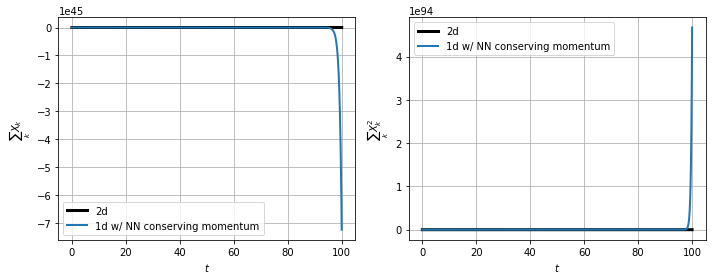 1e45
0
−1
−2
−3
−4
−5
−6
−7
0 20 40 60 80 100
t
∑ₖ Xₖ
2d
1d w/ NN conserving momentum
1e94
4
3
2
1
0
0 20 40 60 80 100
t
∑ₖ Xₖ²
2d
1d w/ NN conserving momentum